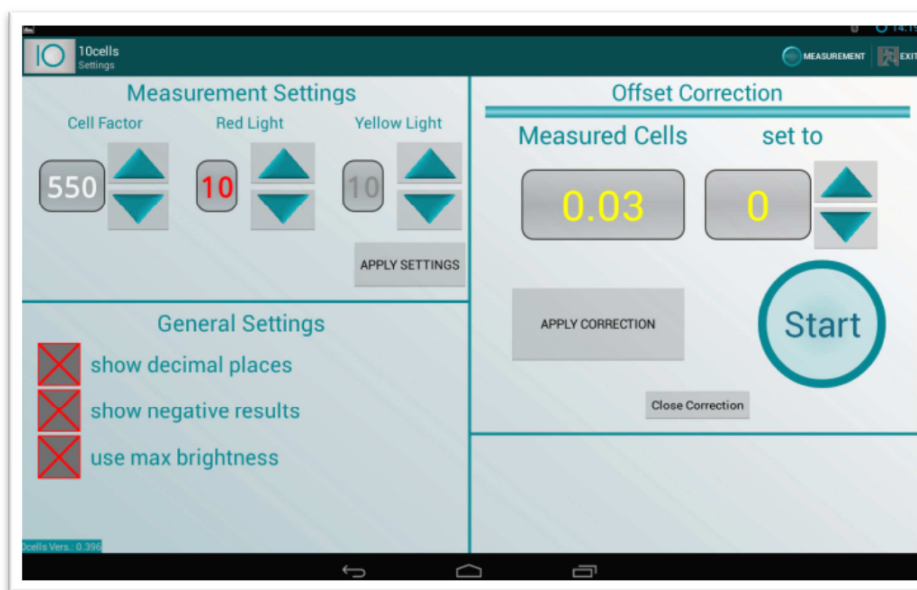 14:19
10cells
Settings
MEASUREMENT
EXIT
Measurement Settings
Cell Factor
Red Light
Yellow Light
550
10
10
APPLY SETTINGS
General Settings
show decimal places
show negative results
use max brightness
Offset Correction
Measured Cells
set to
0.03
0
APPLY CORRECTION
Start
Close Correction
Vers.: 0.396